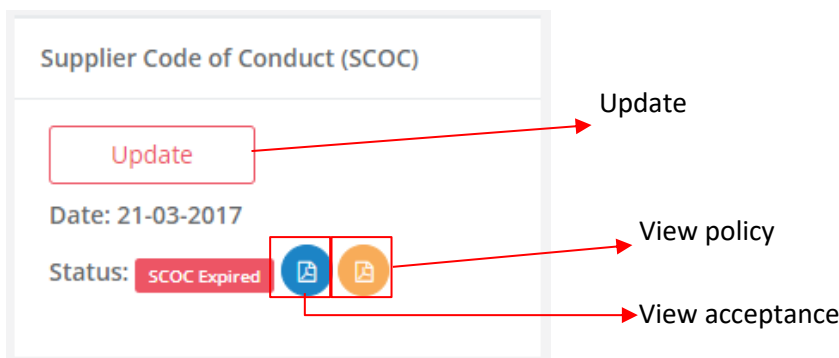 Supplier Code of Conduct (SCOC)
Update
Update
Date: 21-03-2017
View policy
Status: SCOC Expired
View acceptance